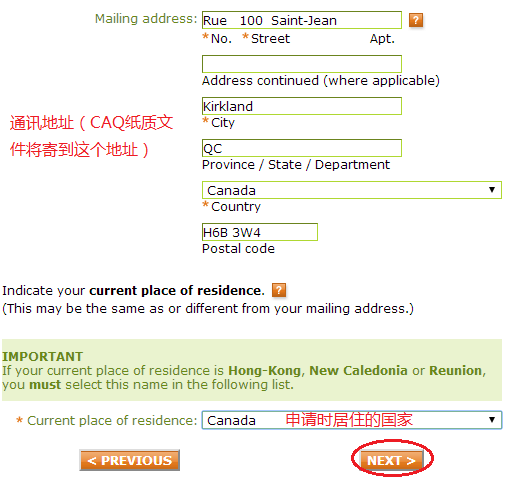 Mailing address: Rue 100 Saint-Jean ?
*No. *Street Apt.
Address continued (where applicable)
通讯地址（CAQ纸质文
件将寄到这个地址）
Kirkland
*City
QC
Province / State / Department
Canada
*Country
H6B 3W4
Postal code
Indicate your current place of residence. ?
(This may be the same as or different from your mailing address.)
IMPORTANT
If your current place of residence is Hong-Kong, New Caledonia or Reunion,
you must select this name in the following list.
* Current place of residence: Canada 申请时居住的国家
< PREVIOUS NEXT >